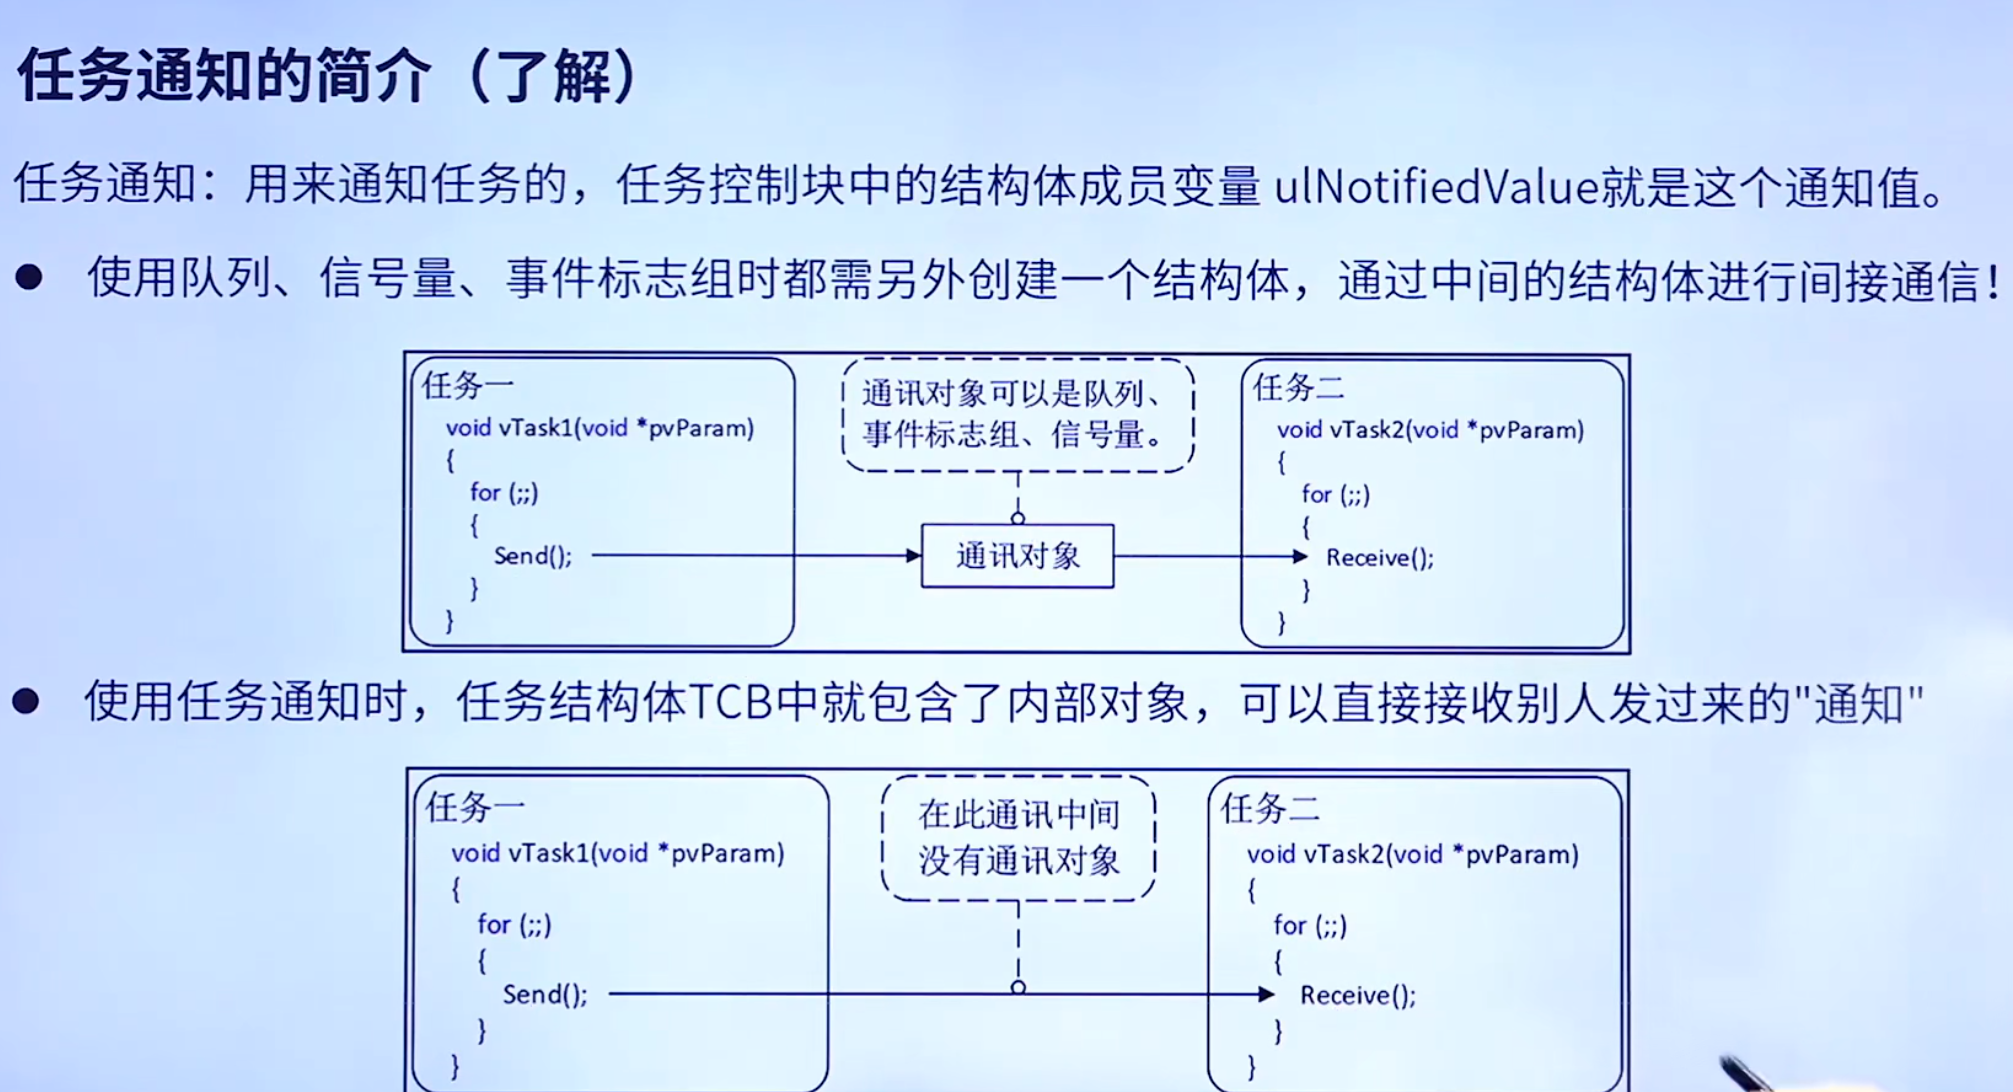 任务通知的简介（了解）
任务通知：用来通知任务的，任务控制块中的结构体成员变量 ulNotifiedValue就是这个通知值。
● 使用队列、信号量、事件标志组时都需另外创建一个结构体，通过中间的结构体进行间接通信！
任务一
void vTask1(void *pvParam)
{
for (;;)
{
Send();
}
}
通讯对象可以是队列、
事件标志组、信号量。
通讯对象
任务二
void vTask2(void *pvParam)
{
for (;;)
{
Receive();
}
}
● 使用任务通知时，任务结构体TCB中就包含了内部对象，可以直接接收别人发过来的"通知"
任务一
void vTask1(void *pvParam)
{
for (;;)
{
Send();
}
}
在此通讯中间
没有通讯对象
任务二
void vTask2(void *pvParam)
{
for (;;)
{
Receive();
}
}